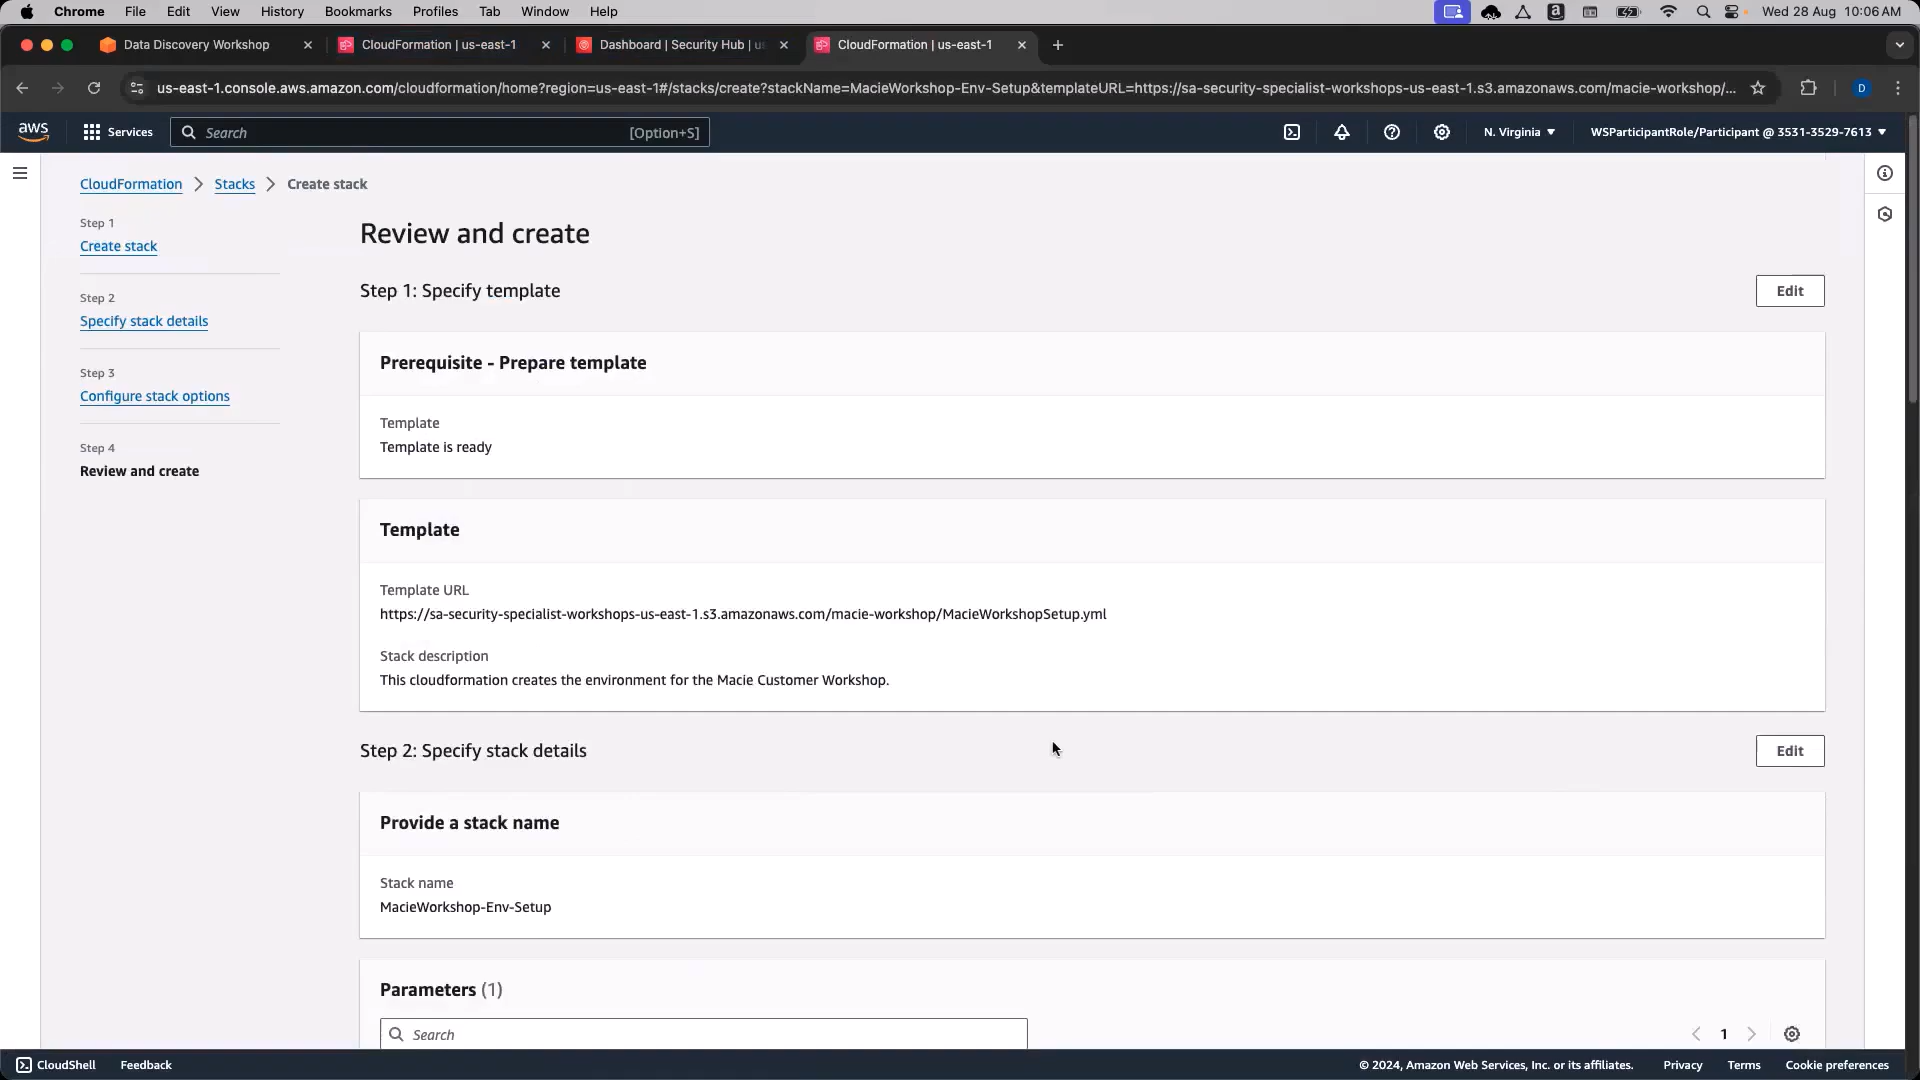 Chrome File Edit View History Bookmarks Profiles Tab Window Help
Wed 28 Aug 10:06 AM
Data Discovery Workshop
CloudFormation | us-east-1
Dashboard | Security Hub | us
CloudFormation | us-east-1
us-east-1.console.aws.amazon.com/cloudformation/home?region=us-east-1#/stacks/create?stackName=MacieWorkshop-Env-Setup&templateURL=https://sa-security-specialist-workshops-us-east-1.s3.amazonaws.com/macie-workshop/...
D
aws
Services
Search [Option+S]
N. Virginia
WSParticipantRole/Participant @ 3531-3529-7613
CloudFormation
Stacks
Create stack
Step 1
Create stack
Step 2
Specify stack details
Step 3
Configure stack options
Step 4
Review and create
Review and create
Step 1: Specify template
Edit
Prerequisite - Prepare template
Template
Template is ready
Template
Template URL
https://sa-security-specialist-workshops-us-east-1.s3.amazonaws.com/macie-workshop/MacieWorkshopSetup.yml
Stack description
This cloudformation creates the environment for the Macie Customer Workshop.
Step 2: Specify stack details
Edit
Provide a stack name
Stack name
MacieWorkshop-Env-Setup
Parameters (1)
Search
1
CloudShell
Feedback
© 2024, Amazon Web Services, Inc. or its affiliates.
Privacy
Terms
Cookie preferences